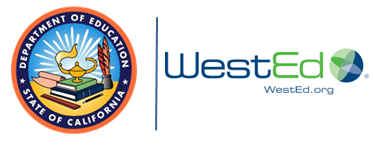 DEPARTMENT OF EDUCATION
STATE OF CALIFORNIA
WestEd®
WestEd.org